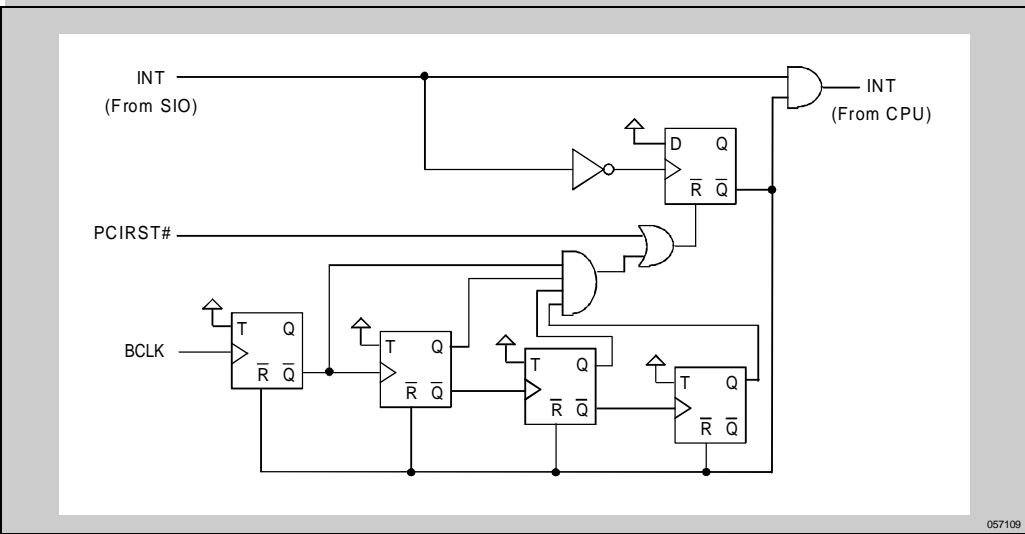 INT
(From SIO)
INT
(From CPU)
D Q
R̅ Q̅
PCIRST#
BCLK
T Q
R̅ Q̅
T Q
R̅ Q̅
T Q
R̅ Q̅
T Q
R̅ Q̅
057109